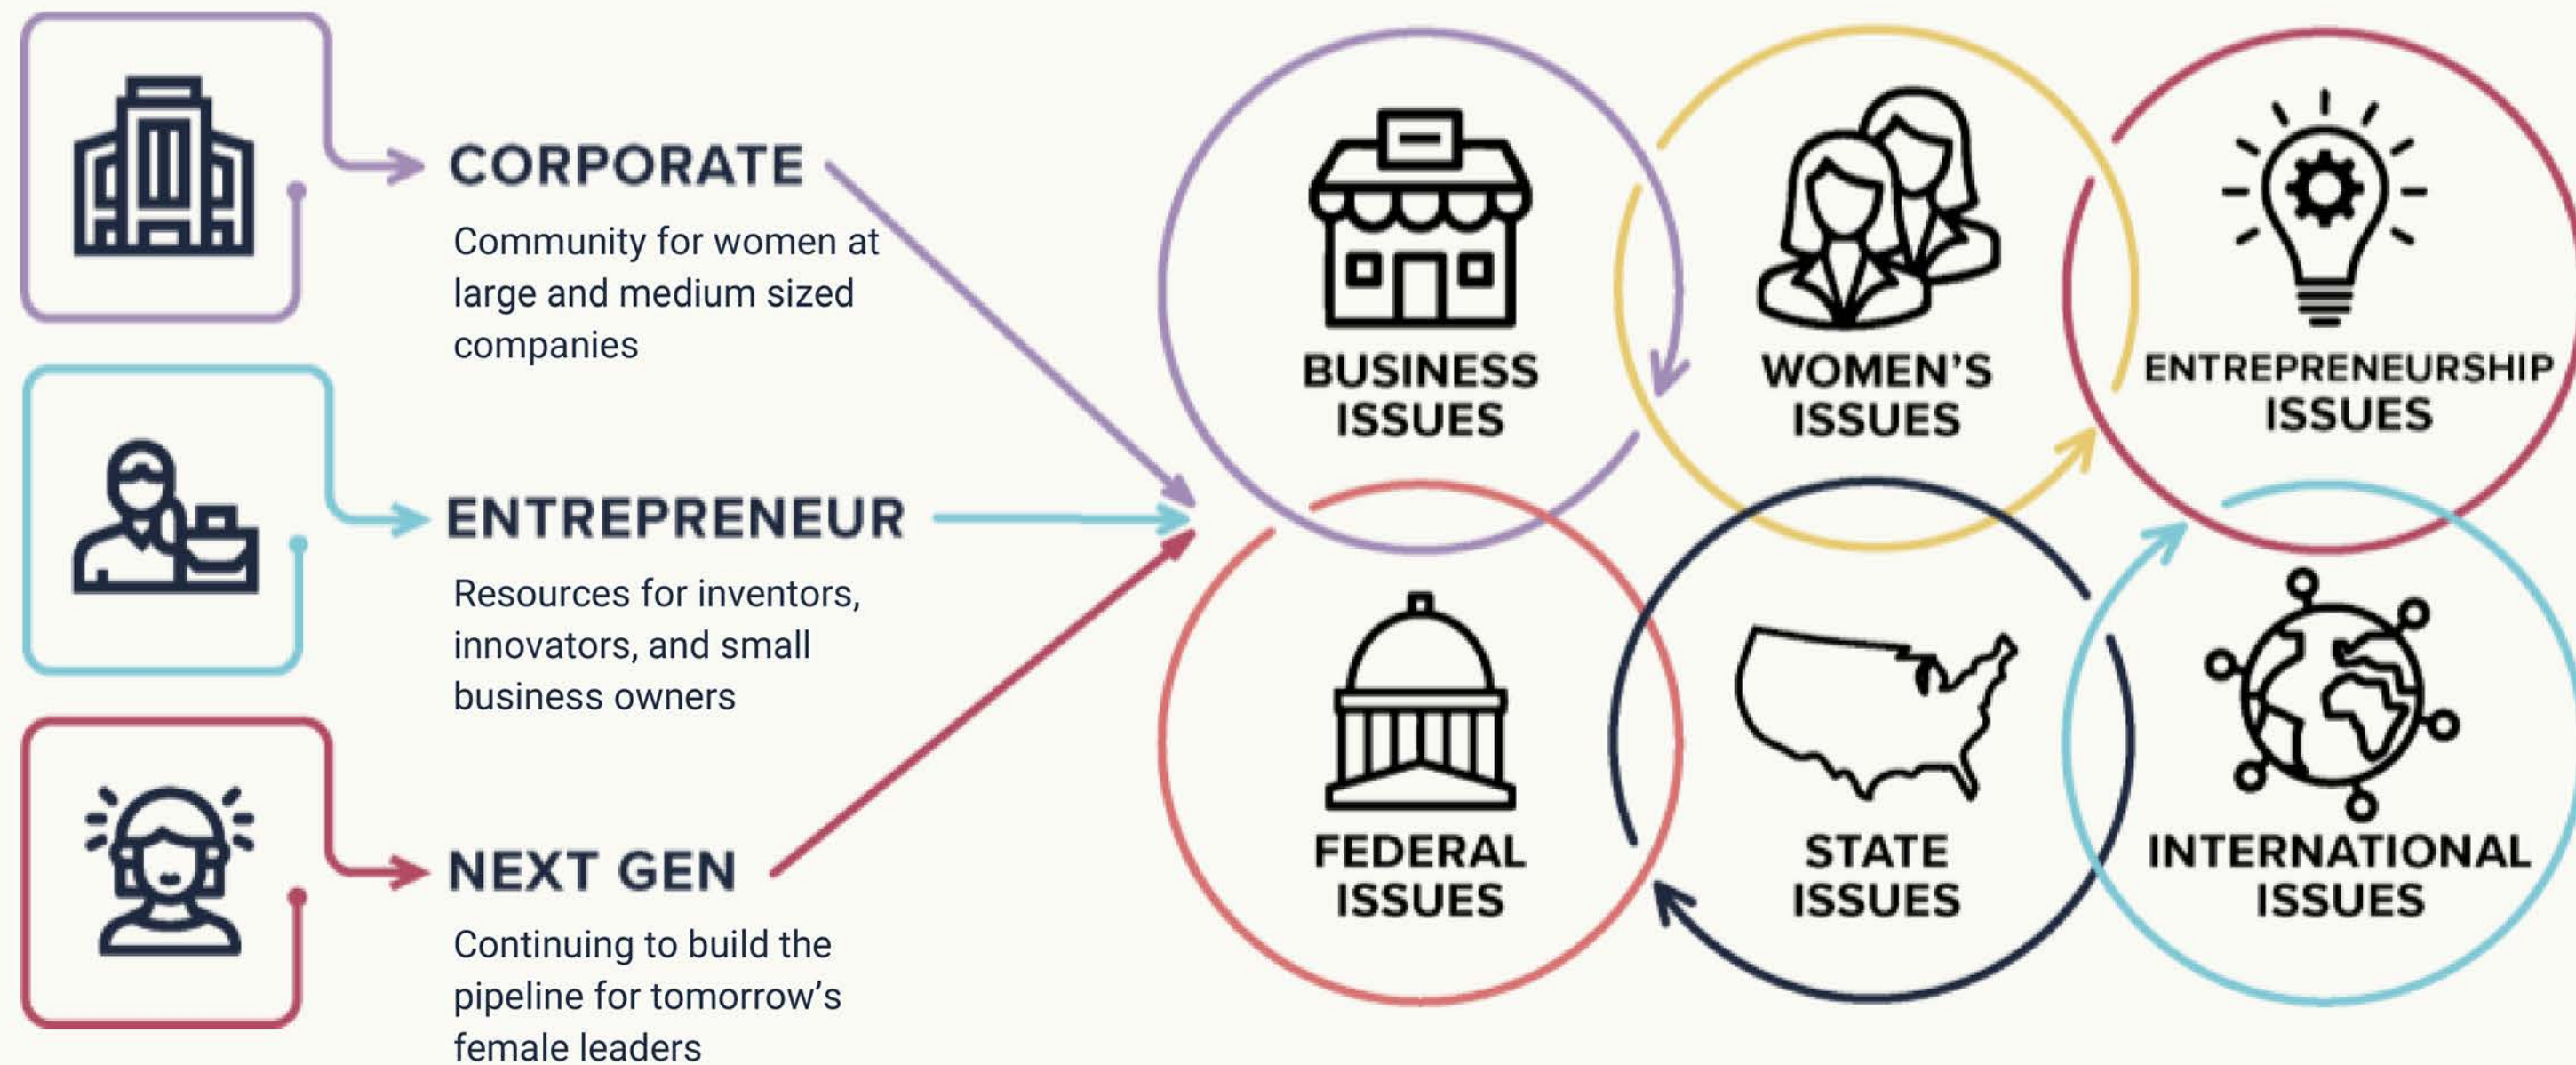 CORPORATE
Community for women at
large and medium sized
companies
ENTREPRENEUR
Resources for inventors,
innovators, and small
business owners
NEXT GEN
Continuing to build the
pipeline for tomorrow’s
female leaders
BUSINESS
ISSUES
WOMEN’S
ISSUES
ENTREPRENEURSHIP
ISSUES
FEDERAL
ISSUES
STATE
ISSUES
INTERNATIONAL
ISSUES